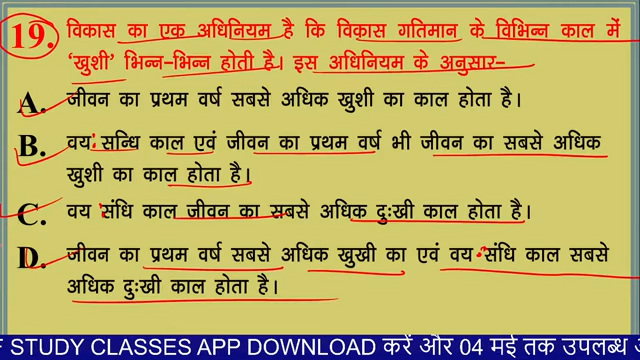 19. विकास का एक अधिनियम है कि विकास गतिमान के विभिन्न काल में
'खुशी' भिन्न-भिन्न होती है। इस अधिनियम के अनुसार-
A. जीवन का प्रथम वर्ष सबसे अधिक खुशी का काल होता है।
B. वय: सन्धि काल एवं जीवन का प्रथम वर्ष भी जीवन का सबसे अधिक
खुशी का काल होता है।
C. वय संधि काल जीवन का सबसे अधिक दुःखी काल होता है।
D. जीवन का प्रथम वर्ष सबसे अधिक खुखी का एवं वय संधि काल सबसे
अधिक दुःखी काल होता है।
STUDY CLASSES APP DOWNLOAD करें और 04 मई तक उपलब्ध